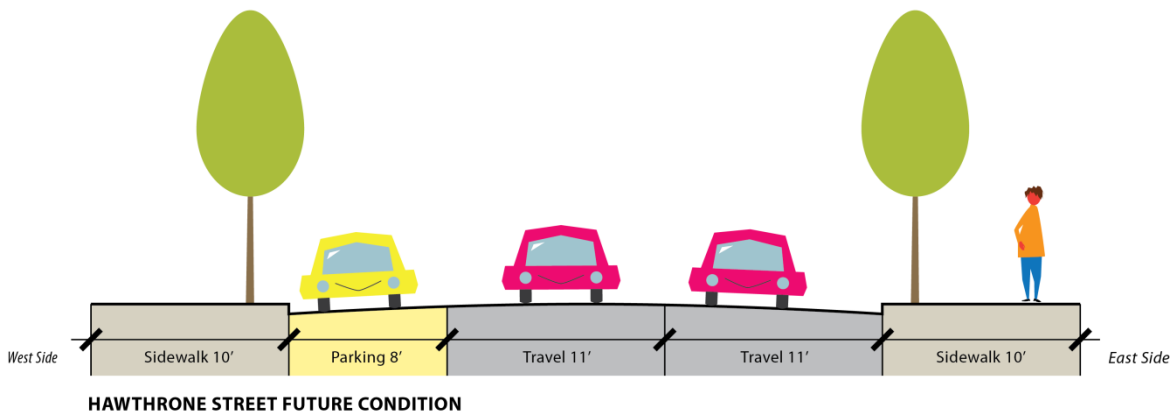 West Side
Sidewalk 10’
Parking 8’
Travel 11’
Travel 11’
Sidewalk 10’
East Side
HAWTHRONE STREET FUTURE CONDITION